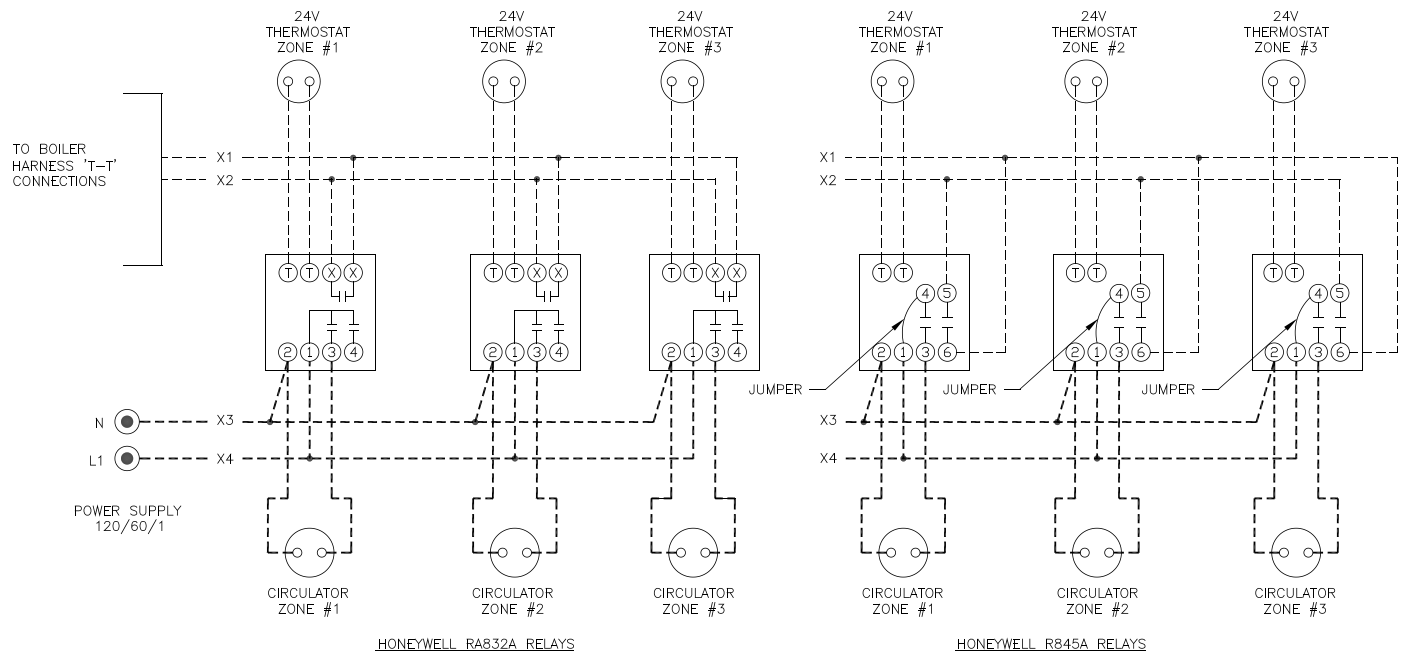 24V
THERMOSTAT
ZONE #1
24V
THERMOSTAT
ZONE #2
24V
THERMOSTAT
ZONE #3
24V
THERMOSTAT
ZONE #1
24V
THERMOSTAT
ZONE #2
24V
THERMOSTAT
ZONE #3
TO BOILER
HARNESS 'T-T'
CONNECTIONS
X1
X2
X1
X2
T T X X
T T X X
T T X X
T T
4 5
T T
4 5
T T
4 5
2 1 3 4
2 1 3 4
2 1 3 4
2 1 3 6
2 1 3 6
2 1 3 6
JUMPER
JUMPER
JUMPER
N
X3
X3
L1
X4
X4
POWER SUPPLY
120/60/1
CIRCULATOR
ZONE #1
CIRCULATOR
ZONE #2
CIRCULATOR
ZONE #3
CIRCULATOR
ZONE #1
CIRCULATOR
ZONE #2
CIRCULATOR
ZONE #3
HONEYWELL RA832A RELAYS
HONEYWELL R845A RELAYS